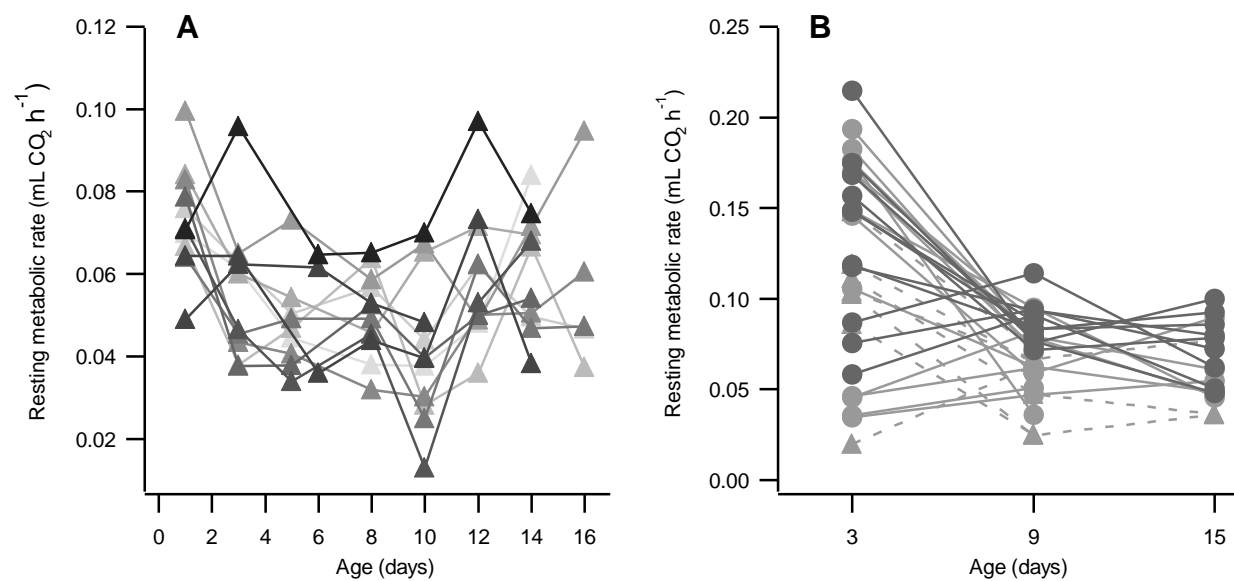 A
Resting metabolic rate (mL CO₂ h⁻¹)
0.12
0.10
0.08
0.06
0.04
0.02
0 2 4 6 8 10 12 14 16
Age (days)
B
Resting metabolic rate (mL CO₂ h⁻¹)
0.25
0.20
0.15
0.10
0.05
0.00
3 9 15
Age (days)